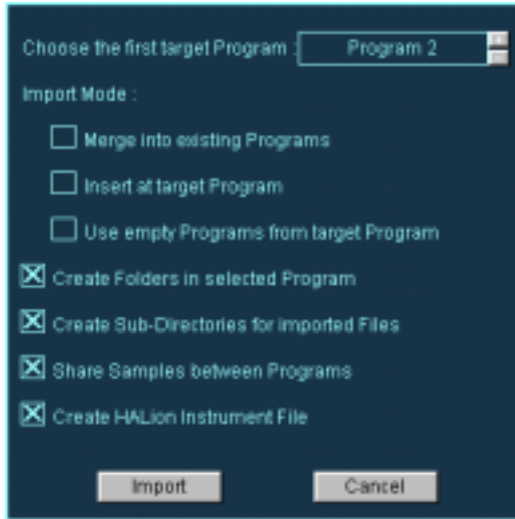 Choose the first target Program : Program 2
Import Mode :
Merge into existing Programs
Insert at target Program
Use empty Programs from target Program
Create Folders in selected Program
Create Sub-Directories for imported Files
Share Samples between Programs
Create HALion Instrument File
Import Cancel